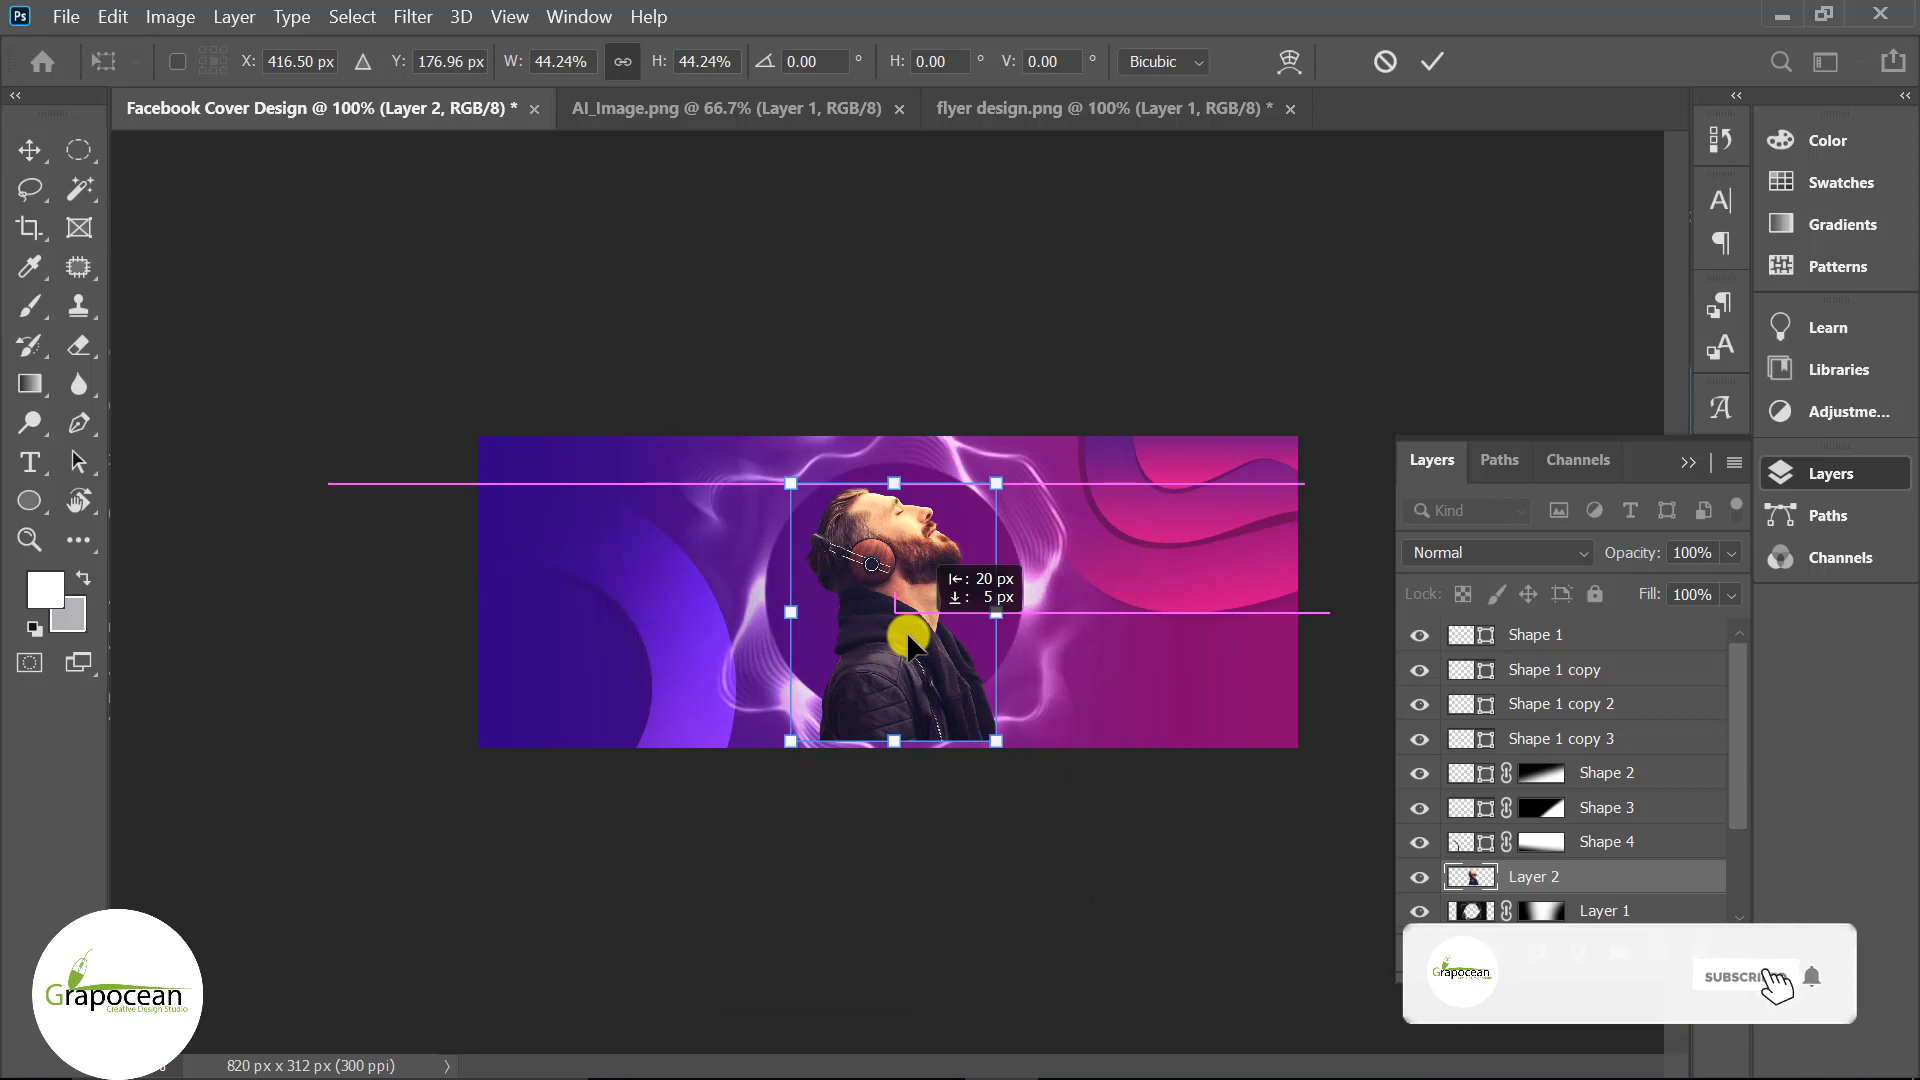 Ps File Edit Image Layer Type Select Filter 3D View Window Help
X: 416.50 px Y: 176.96 px W: 44.24% H: 44.24% 0.00 ° H: 0.00 ° V: 0.00 ° Bicubic
Facebook Cover Design @ 100% (Layer 2, RGB/8) * × AI_Image.png @ 66.7% (Layer 1, RGB/8) × flyer design.png @ 100% (Layer 1, RGB/8) * ×
Color
Swatches
Gradients
Patterns
Learn
Libraries
Adjustme...
Layers
Paths
Channels
20 px
5 px
Layers Paths Channels
Kind
Normal Opacity: 100%
Lock: Fill: 100%
Shape 1
Shape 1 copy
Shape 1 copy 2
Shape 1 copy 3
Shape 2
Shape 3
Shape 4
Layer 2
Layer 1
Grapocean
Creative Design Studio
Grapocean
820 px x 312 px (300 ppi)